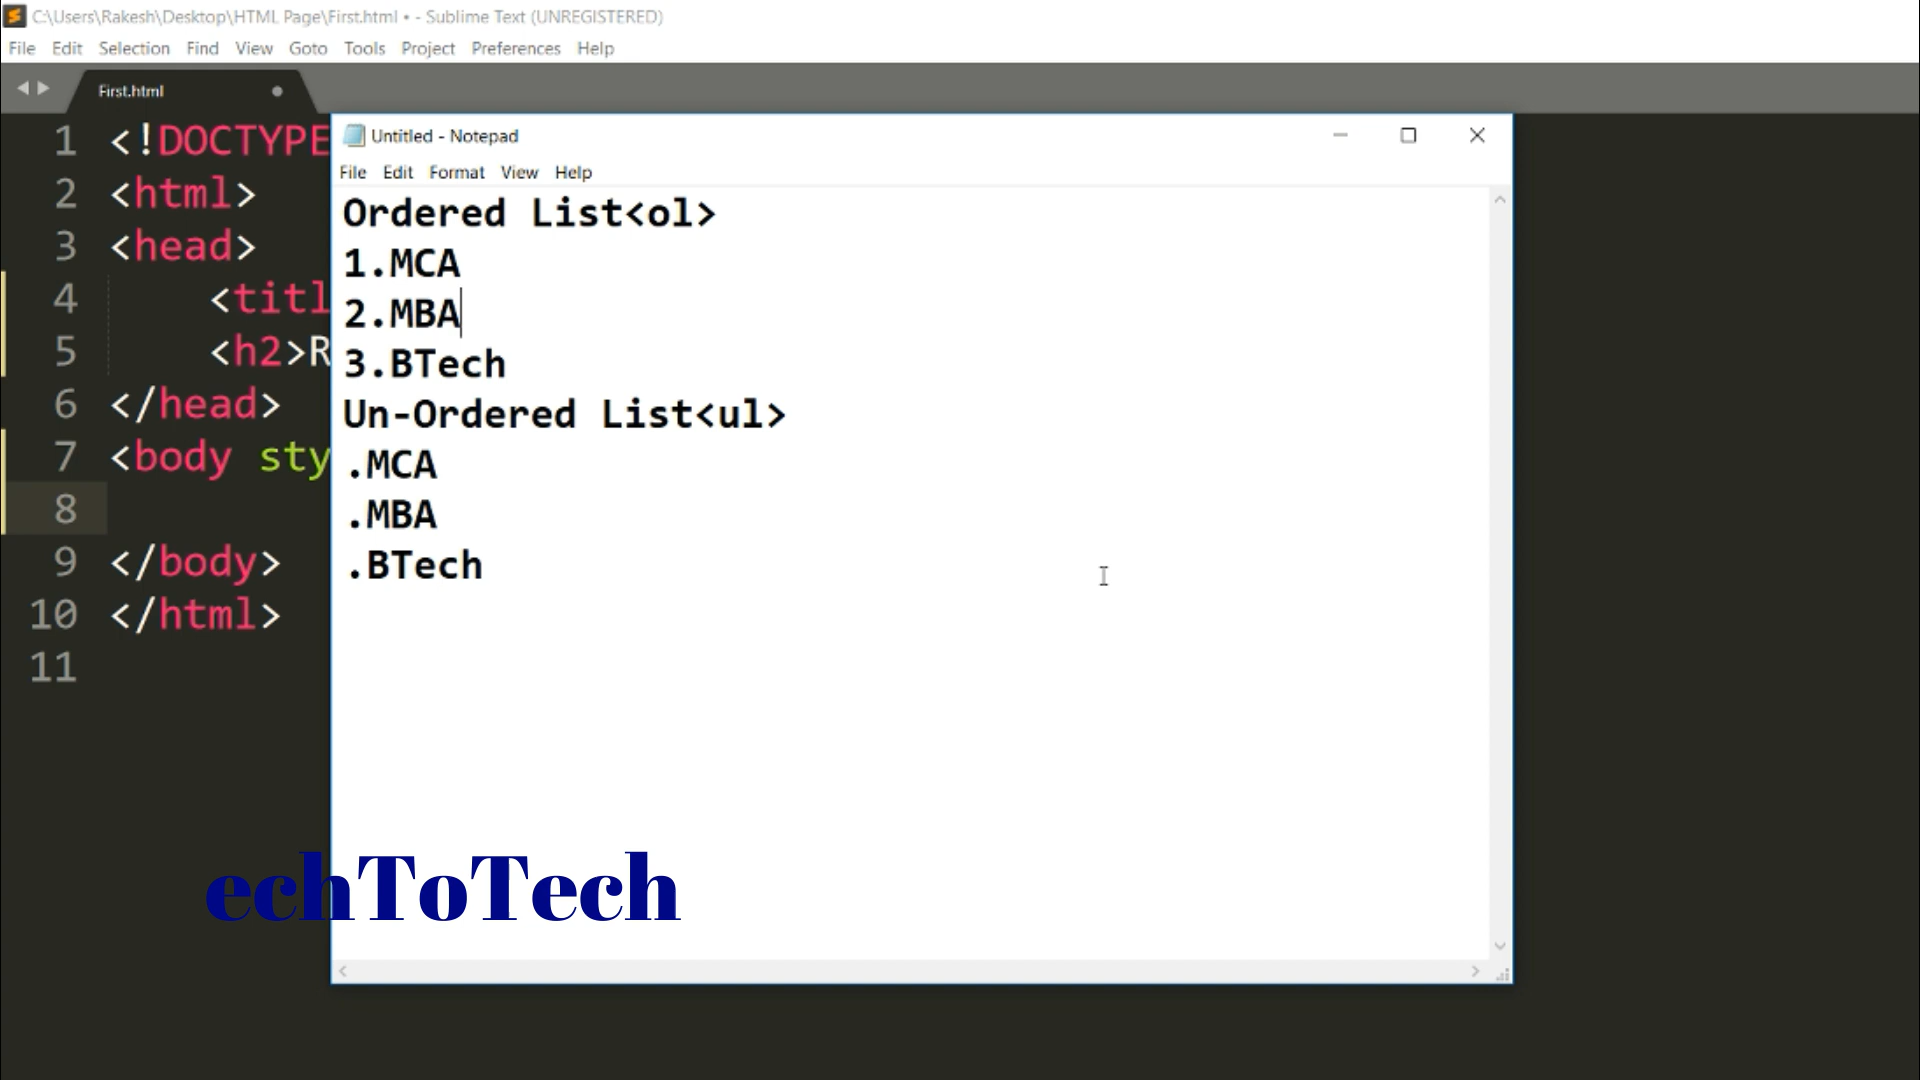 C:\Users\Rakesh\Desktop\HTML Page\First.html • - Sublime Text (UNREGISTERED)
File Edit Selection Find View Goto Tools Project Preferences Help
First.html
1 <!DOCTYPE
2 <html>
3 <head>
4 <titl
5 <h2>R
6 </head>
7 <body sty
8
9 </body>
10 </html>
11
Untitled - Notepad
File Edit Format View Help
Ordered List<ol>
1.MCA
2.MBA
3.BTech
Un-Ordered List<ul>
.MCA
.MBA
.BTech
echToTech